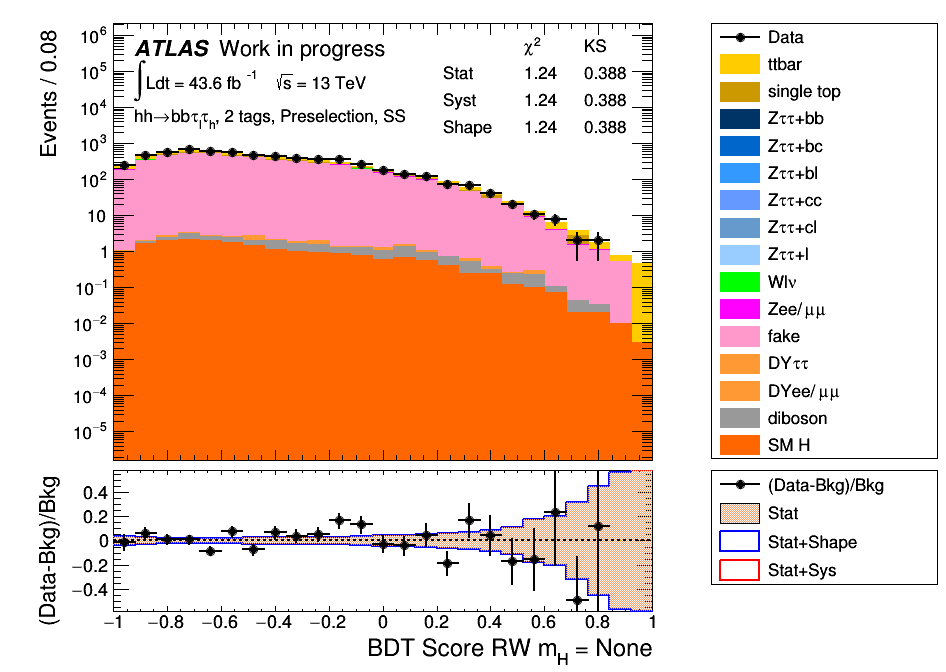 ATLAS Work in progress
∫Ldt = 43.6 fb⁻¹ √s = 13 TeV
hh→bbτ_lτ_h, 2 tags, Preselection, SS
χ² KS
Stat 1.24 0.388
Syst 1.24 0.388
Shape 1.24 0.388
Events / 0.08
10⁶
10⁵
10⁴
10³
10²
10
1
10⁻¹
10⁻²
10⁻³
10⁻⁴
10⁻⁵
Data
ttbar
single top
Zττ+bb
Zττ+bc
Zττ+bl
Zττ+cc
Zττ+cl
Zττ+l
Wlν
Zee/μμ
fake
DYττ
DYee/μμ
diboson
SM H
(Data-Bkg)/Bkg
0.4
0.2
0
−0.2
−0.4
−1 −0.8 −0.6 −0.4 −0.2 0 0.2 0.4 0.6 0.8 1
BDT Score RW m_H = None
(Data-Bkg)/Bkg
Stat
Stat+Shape
Stat+Sys